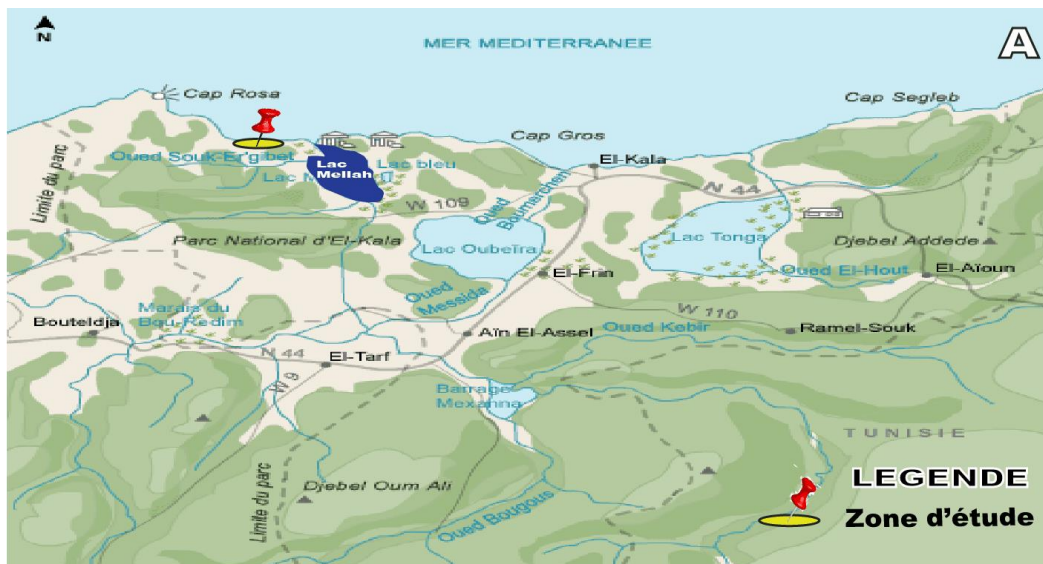 N
MER MEDITERRANEE
A
Cap Rosa
Cap Segleb
Cap Gros
Limite du parc
Oued Souk-Er'gibet
Lac
Mellah
Lac bleu
Lac M
El-Kala
N 44
W 109
Oued
Boumerchen
Parc National d'El-Kala
Lac Oubeïra
Lac Tonga
Djebel Addede
El-Frin
Oued El-Hout
El-Aïoun
Oued
Messida
Marais du
Bou-Redim
Bouteldja
W 110
Aïn El-Assel
Oued Kebir
Ramel-Souk
N 44
El-Tarf
W 9
Barrage
Mexanna
TUNISIE
Limite du parc
Djebel Oum Ali
Oued Bougous
LEGENDE
Zone d'étude